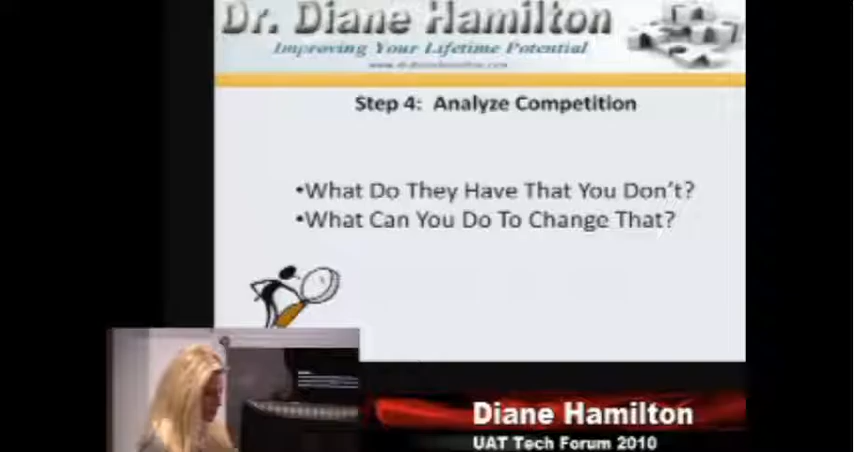 Dr. Diane Hamilton
Improving Your Lifetime Potential
Step 4: Analyze Competition
•What Do They Have That You Don't?
•What Can You Do To Change That?
Diane Hamilton
UAT Tech Forum 2010